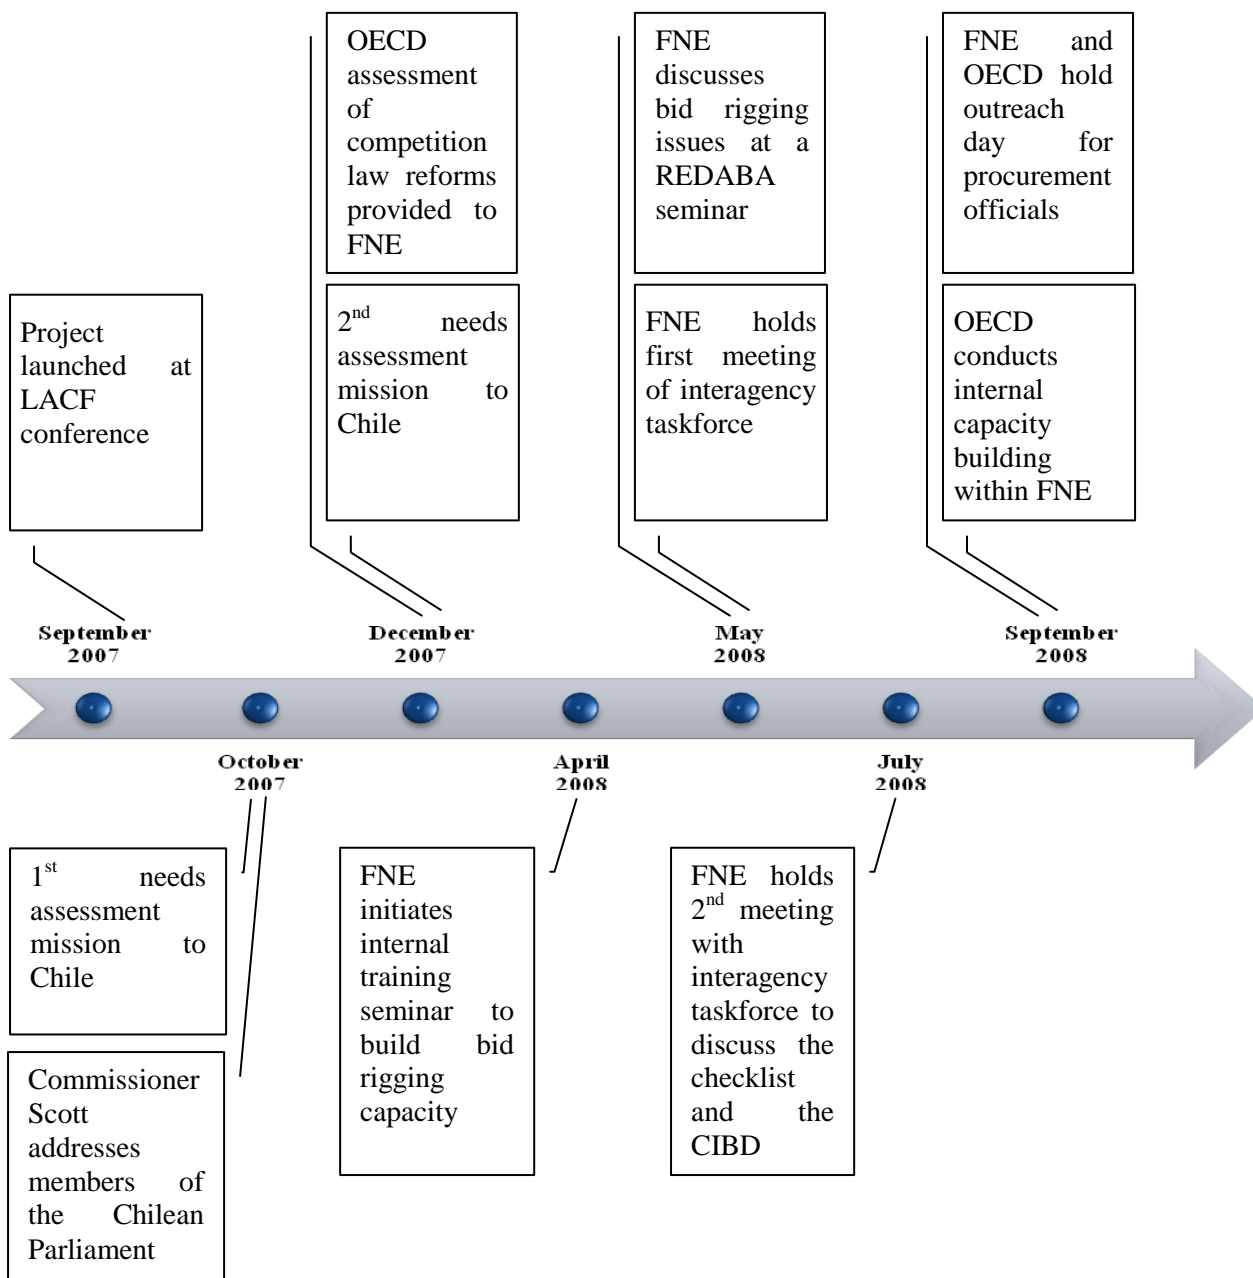 OECD
assessment
of
competition
law reforms
provided to
FNE
FNE
discusses
bid rigging
issues at a
REDABA
seminar
FNE and
OECD hold
outreach
day for
procurement
officials
Project
launched at
LACF
conference
2nd needs
assessment
mission to
Chile
FNE holds
first meeting
of interagency
taskforce
OECD
conducts
internal
capacity
building
within FNE
September
2007
December
2007
May
2008
September
2008
October
2007
April
2008
July
2008
1st needs
assessment
mission to
Chile
Commissioner
Scott
addresses
members of
the Chilean
Parliament
FNE
initiates
internal
training
seminar to
build bid
rigging
capacity
FNE holds
2nd meeting
with
interagency
taskforce to
discuss the
checklist
and the
CIBD